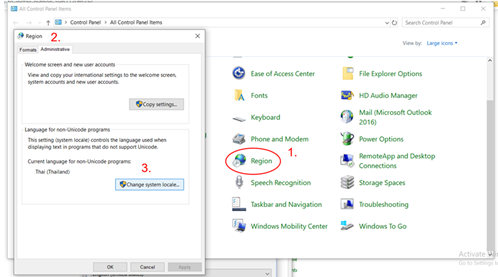 All Control Panel Items
Control Panel > All Control Panel Items
Search Control Panel
View by: Large icons
Region
2.
Formats Administrative
Welcome screen and new user accounts
View and copy your international settings to the welcome screen,
system accounts and new user accounts.
Copy settings...
Language for non-Unicode programs
This setting (system locale) controls the language used when
displaying text in programs that do not support Unicode.
Current language for non-Unicode programs:
Thai (Thailand)
3.
Change system locale...
OK Cancel Apply
Ease of Access Center
File Explorer Options
Fonts
HD Audio Manager
Keyboard
Mail (Microsoft Outlook
2016)
Phone and Modem
Power Options
Region
1.
RemoteApp and Desktop
Connections
Speech Recognition
Storage Spaces
Taskbar and Navigation
Troubleshooting
Windows Mobility Center
Windows To Go
Activate
Go to Settings